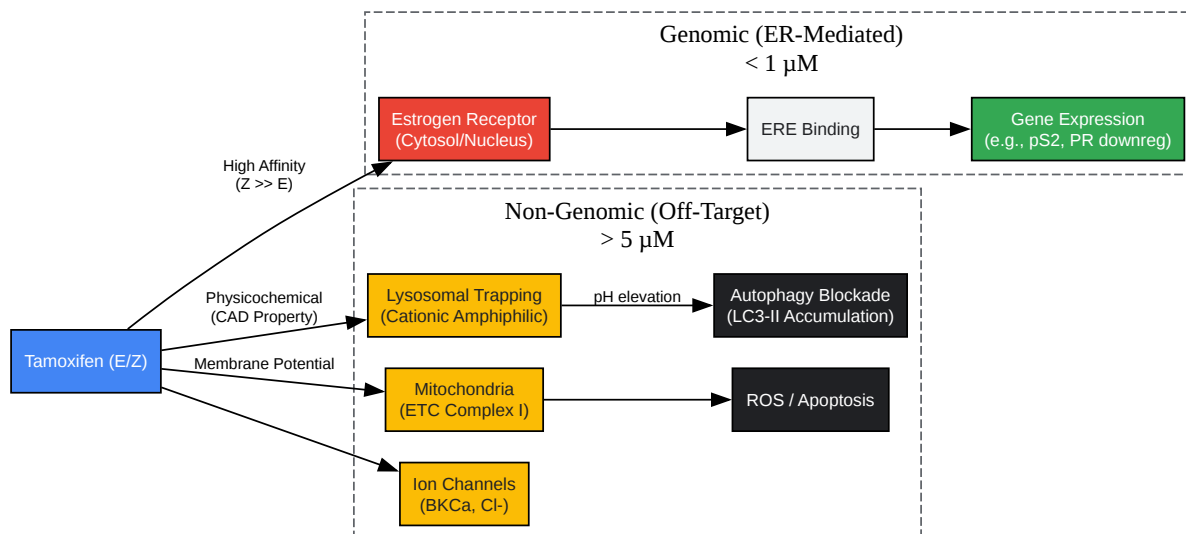 Genomic (ER-Mediated)
< 1 µM
Estrogen Receptor
(Cytosol/Nucleus)
ERE Binding
Gene Expression
(e.g., pS2, PR downreg)
High Affinity
(Z >> E)
Non-Genomic (Off-Target)
> 5 µM
Physicochemical
(CAD Property)
Lysosomal Trapping
(Cationic Amphiphilic)
pH elevation
Autophagy Blockade
(LC3-II Accumulation)
Tamoxifen (E/Z)
Membrane Potential
Mitochondria
(ETC Complex I)
ROS / Apoptosis
Ion Channels
(BKCa, Cl-)